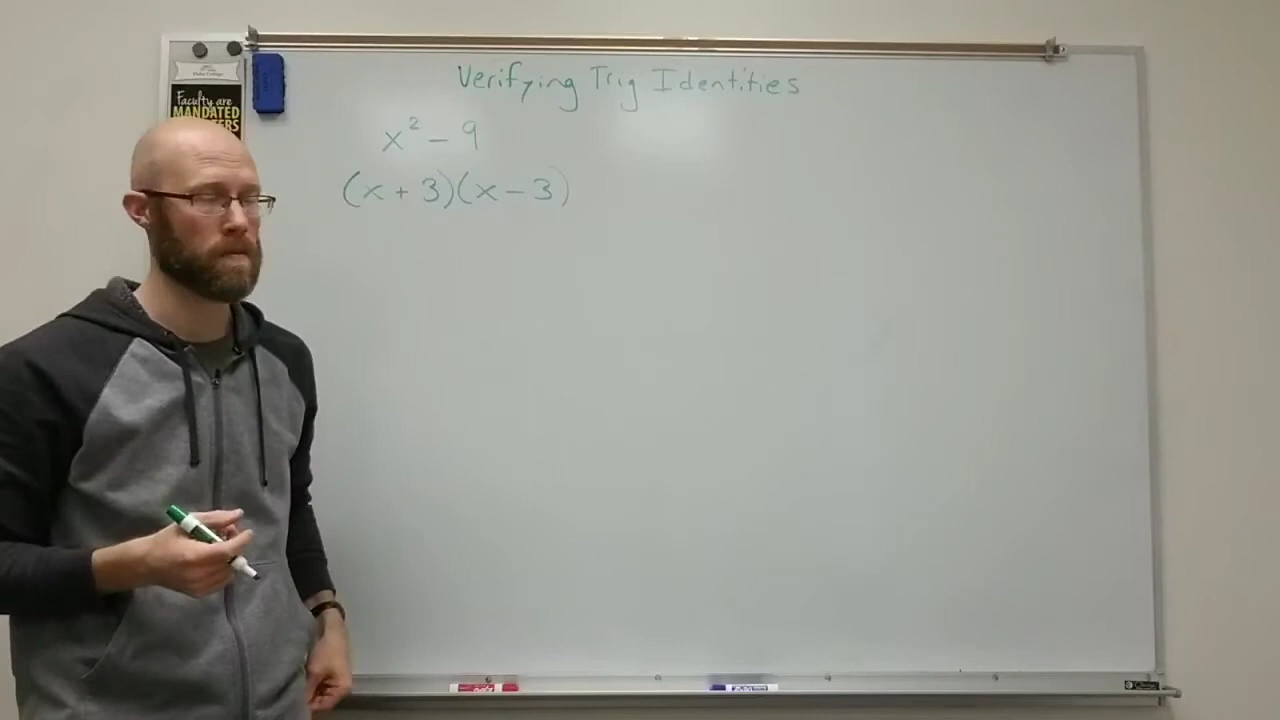 Verifying Trig Identities
x² - 9
(x + 3)(x - 3)
Faculty are
MANDATED